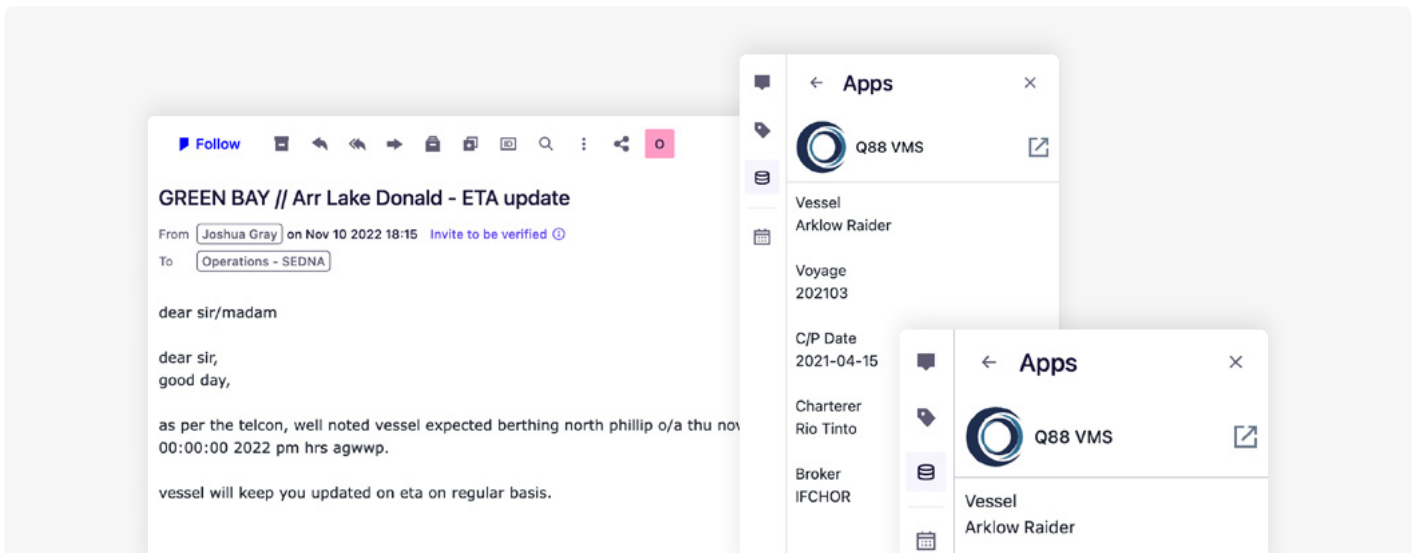 Follow
O
GREEN BAY // Arr Lake Donald - ETA update
From Joshua Gray on Nov 10 2022 18:15 Invite to be verified
To Operations - SEDNA
dear sir/madam
dear sir,
good day,
as per the telcon, well noted vessel expected berthing north phillip o/a thu nov
00:00:00 2022 pm hrs agwwp.
vessel will keep you updated on eta on regular basis.
Apps
Q88 VMS
Vessel
Arklow Raider
Voyage
202103
C/P Date
2021-04-15
Charterer
Rio Tinto
Broker
IFCHOR
Apps
Q88 VMS
Vessel
Arklow Raider